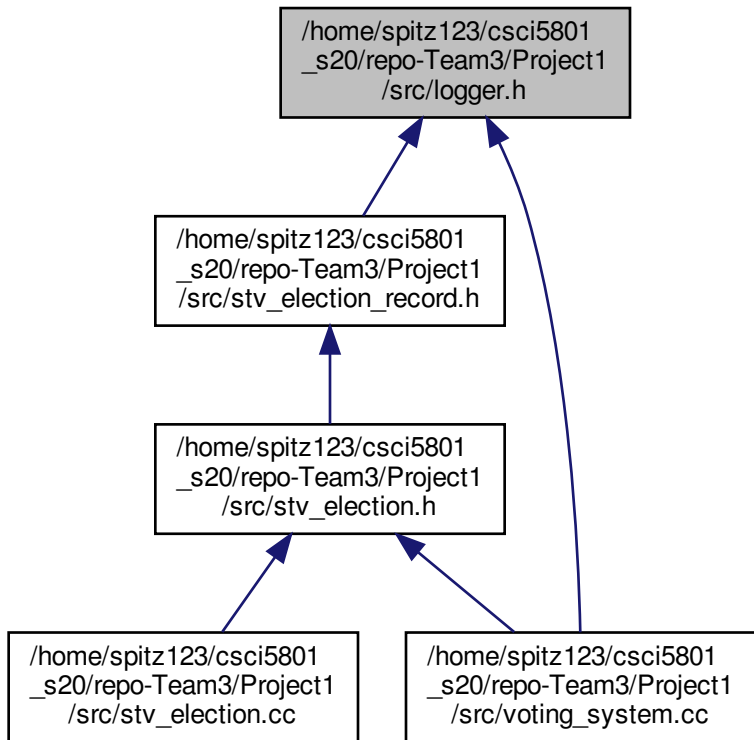 /home/spitz123/csci5801
_s20/repo-Team3/Project1
/src/logger.h
/home/spitz123/csci5801
_s20/repo-Team3/Project1
/src/stv_election_record.h
/home/spitz123/csci5801
_s20/repo-Team3/Project1
/src/stv_election.h
/home/spitz123/csci5801
_s20/repo-Team3/Project1
/src/stv_election.cc
/home/spitz123/csci5801
_s20/repo-Team3/Project1
/src/voting_system.cc